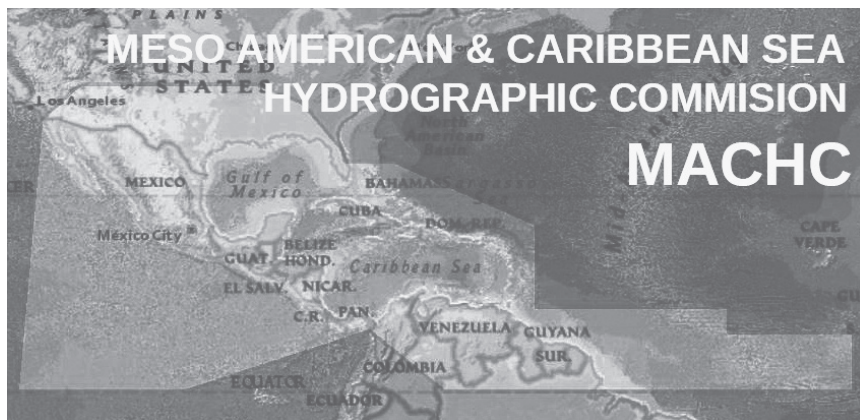 PLAINS
MESO AMERICAN & CARIBBEAN SEA
UNITED
STATES
HYDROGRAPHIC COMMISION
Los Angeles
North
American
Basin
MACHC
MEXICO
Gulf of
Mexico
BAHAMAS
Sargasso
Sea
CUBA
DOM. REP.
México City
CAPE
VERDE
BELIZE
GUAT.
HOND.
Caribbean Sea
EL SALV.
NICAR.
C.R.
PAN.
VENEZUELA
GUYANA
SUR.
COLOMBIA
EQUATOR
ECUADOR